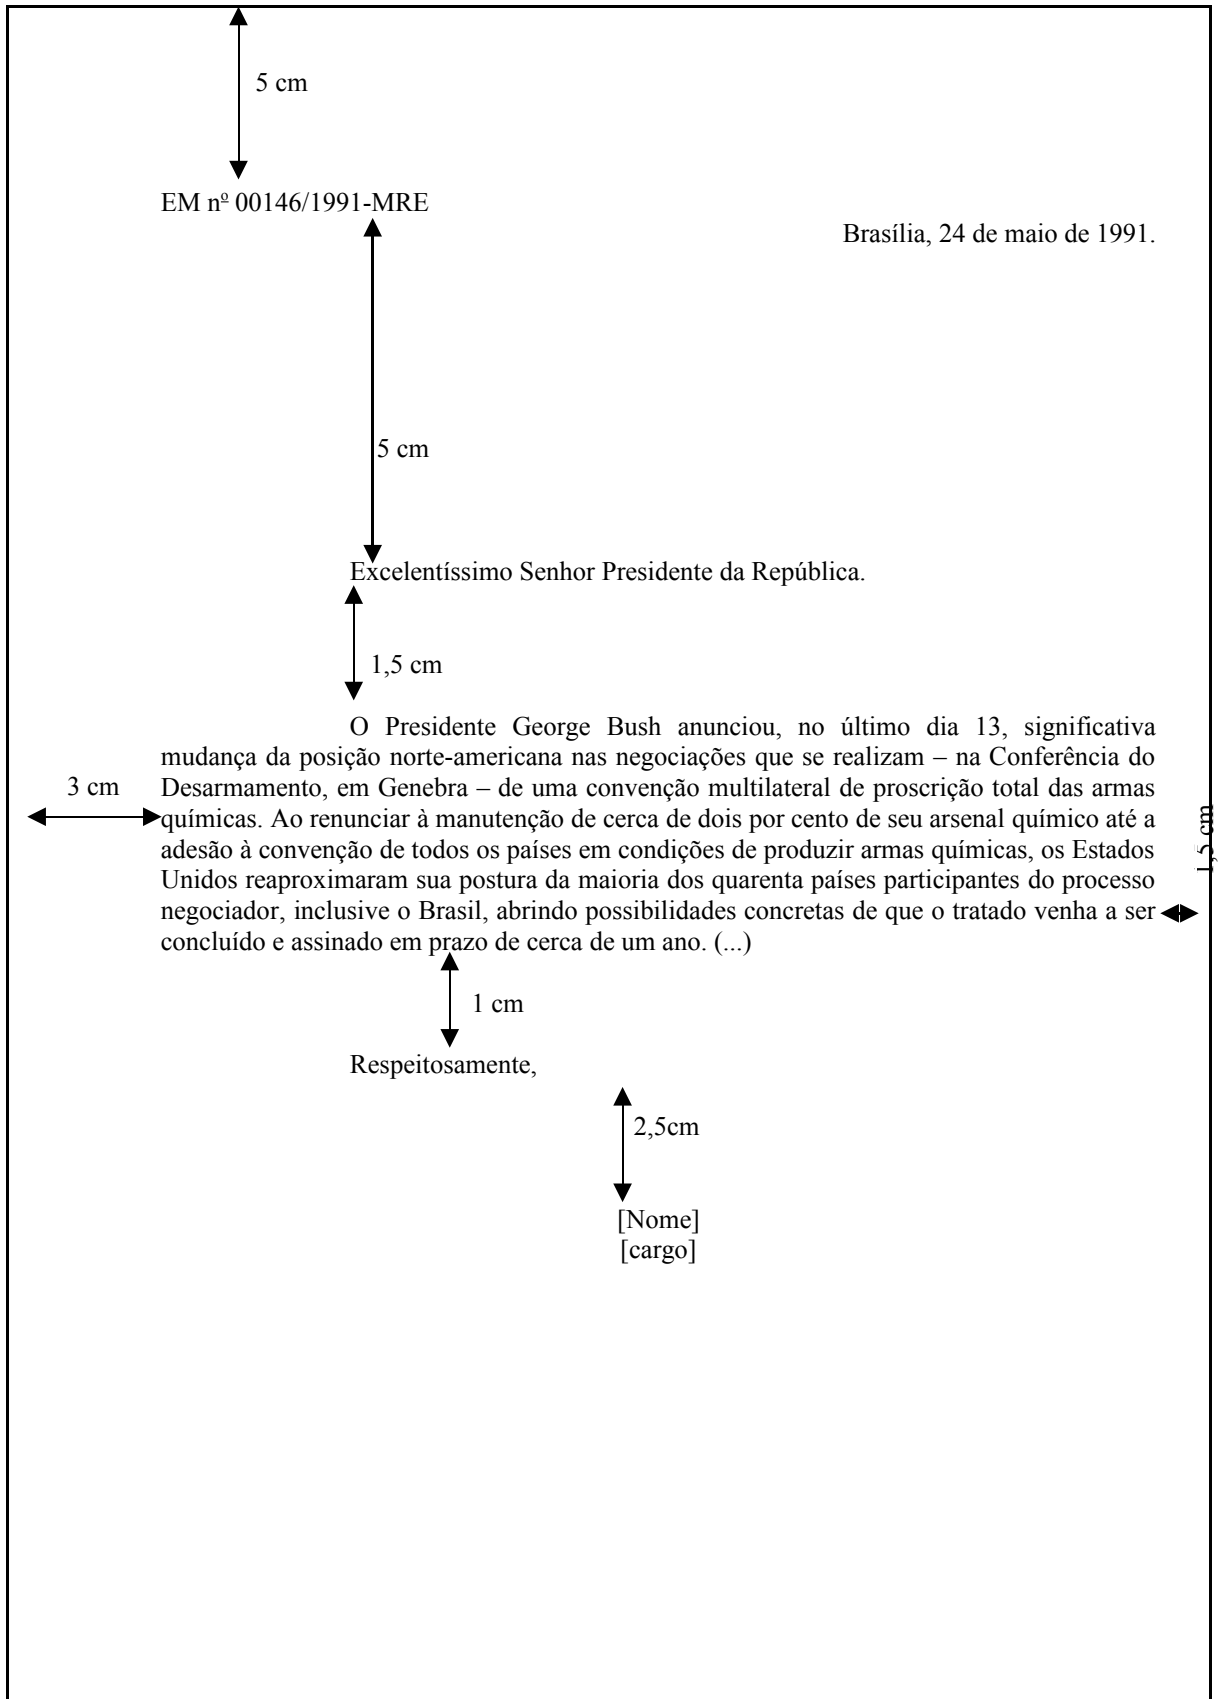 5 cm
EM nº 00146/1991-MRE
Brasília, 24 de maio de 1991.
5 cm
Excelentíssimo Senhor Presidente da República.
1,5 cm
O Presidente George Bush anunciou, no último dia 13, significativa
mudança da posição norte-americana nas negociações que se realizam – na Conferência do
3 cm
Desarmamento, em Genebra – de uma convenção multilateral de proscrição total das armas
químicas. Ao renunciar à manutenção de cerca de dois por cento de seu arsenal químico até a
1,5 cm
adesão à convenção de todos os países em condições de produzir armas químicas, os Estados
Unidos reaproximaram sua postura da maioria dos quarenta países participantes do processo
negociador, inclusive o Brasil, abrindo possibilidades concretas de que o tratado venha a ser
concluído e assinado em prazo de cerca de um ano. (...)
1 cm
Respeitosamente,
2,5cm
[Nome]
[cargo]